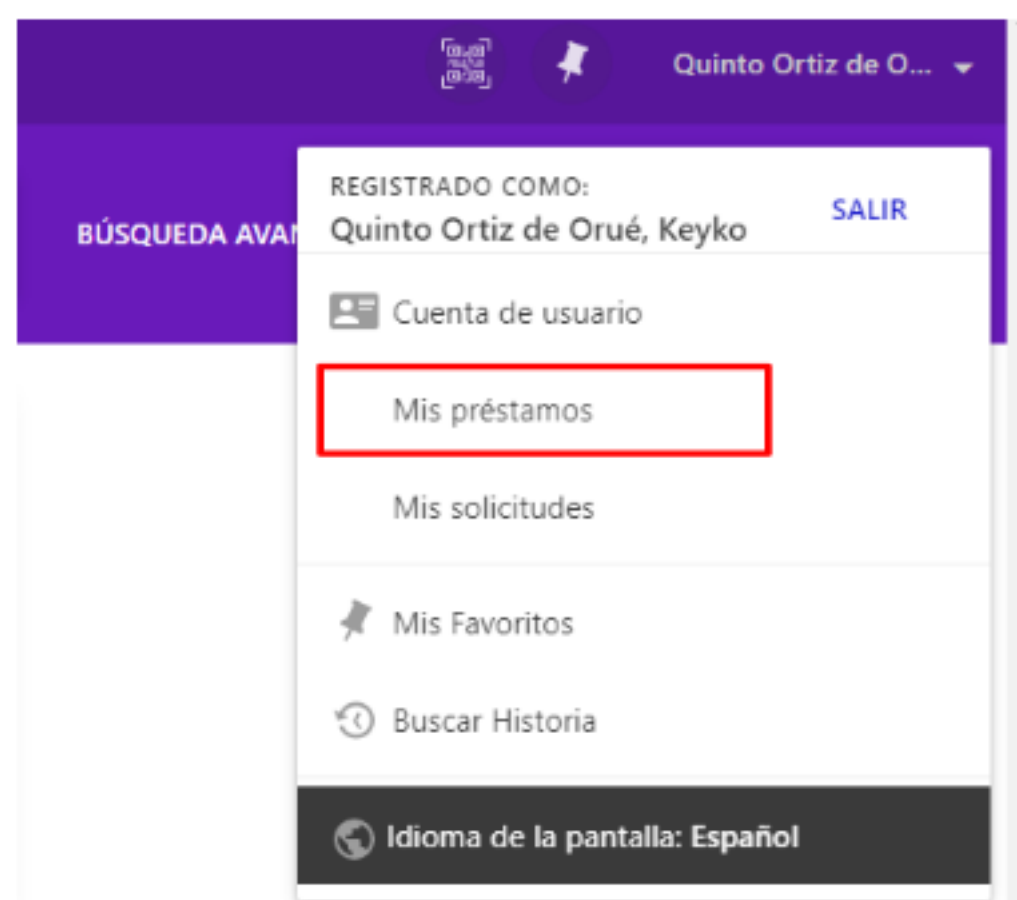 Quinto Ortiz de O...
BÚSQUEDA AVA
REGISTRADO COMO:
Quinto Ortiz de Orué, Keyko
SALIR
Cuenta de usuario
Mis préstamos
Mis solicitudes
Mis Favoritos
Buscar Historia
Idioma de la pantalla: Español